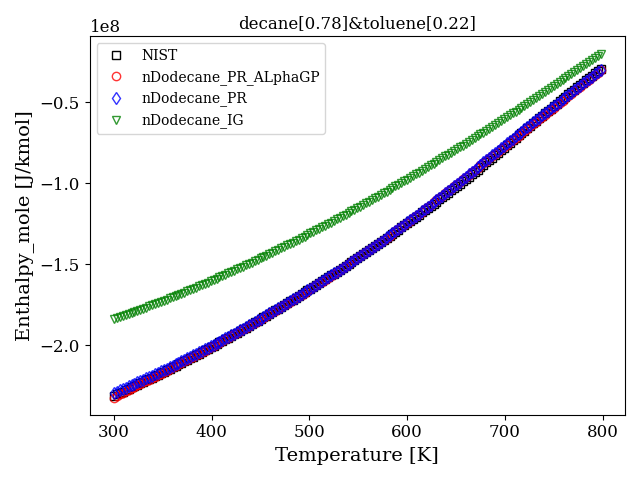 decane[0.78]&toluene[0.22]
1e8
NIST
nDodecane_PR_ALphaGP
nDodecane_PR
nDodecane_IG
Enthalpy_mole [J/kmol]
−0.5
−1.0
−1.5
−2.0
300 400 500 600 700 800
Temperature [K]